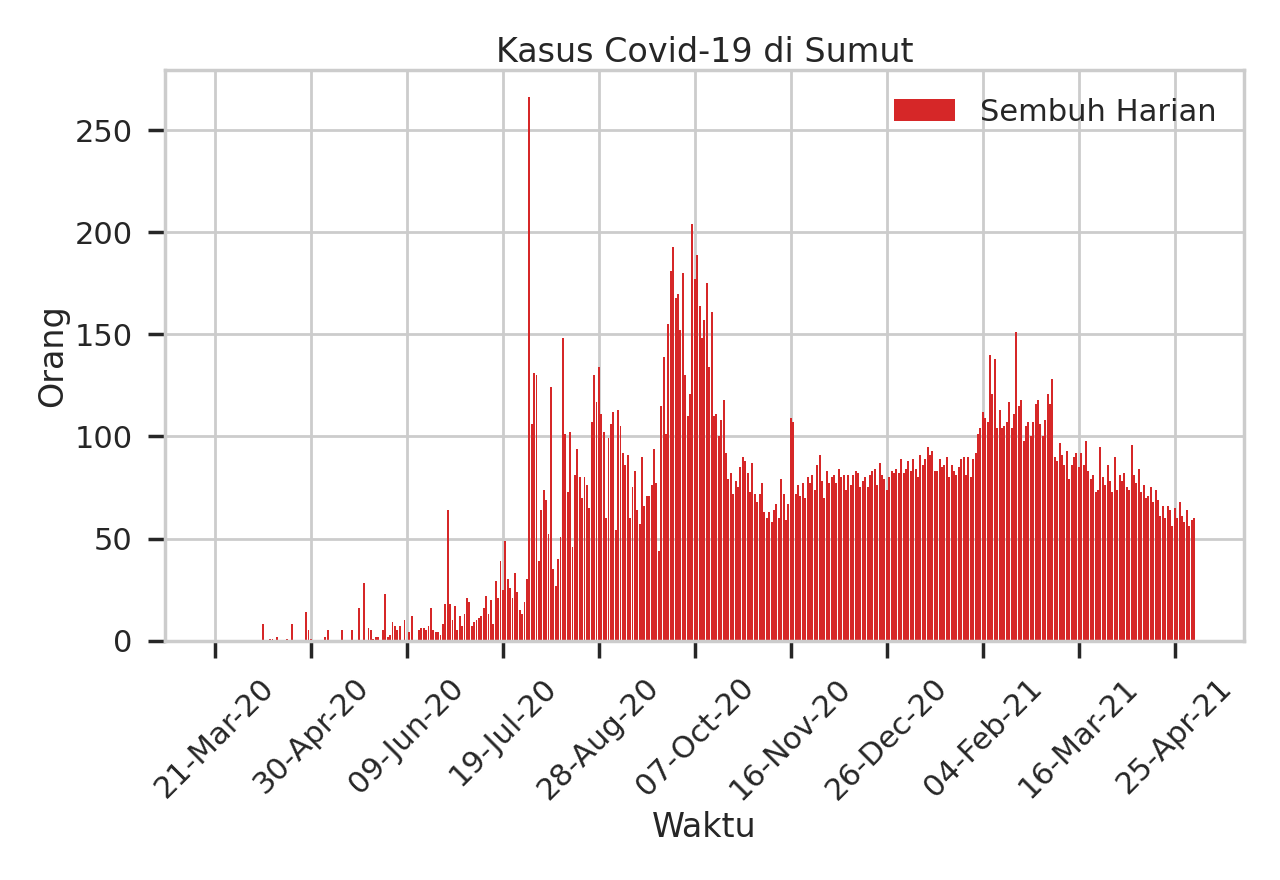 Kasus Covid-19 di Sumut
Sembuh Harian
Orang
250
200
150
100
50
0
21-Mar-20
30-Apr-20
09-Jun-20
19-Jul-20
28-Aug-20
07-Oct-20
16-Nov-20
26-Dec-20
04-Feb-21
16-Mar-21
25-Apr-21
Waktu